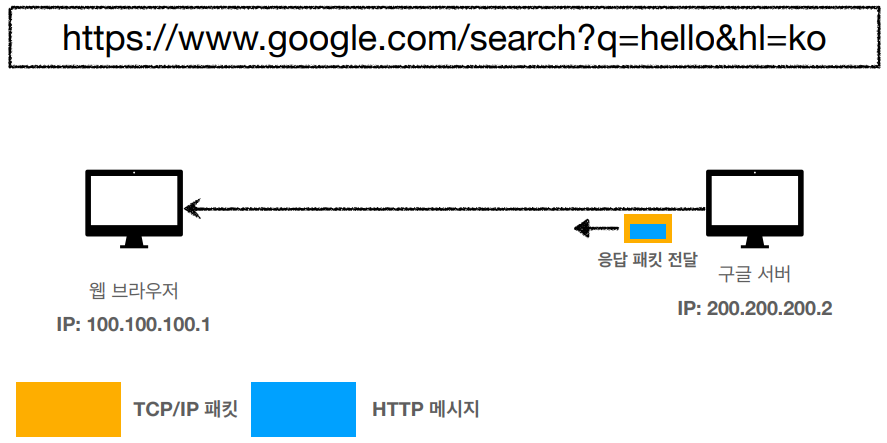 https://www.google.com/search?q=hello&hl=ko
응답 패킷 전달
웹 브라우저
구글 서버
IP: 100.100.100.1
IP: 200.200.200.2
TCP/IP 패킷
HTTP 메시지